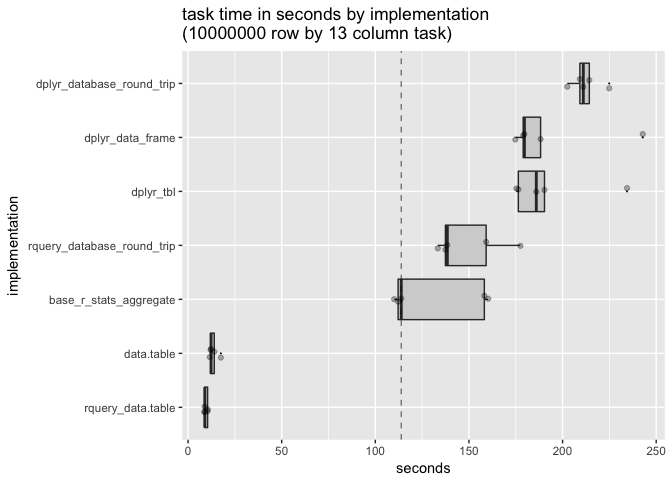 task time in seconds by implementation
(10000000 row by 13 column task)
implementation
dplyr_database_round_trip
dplyr_data_frame
dplyr_tbl
rquery_database_round_trip
base_r_stats_aggregate
data.table
rquery_data.table
0 50 100 150 200 250
seconds